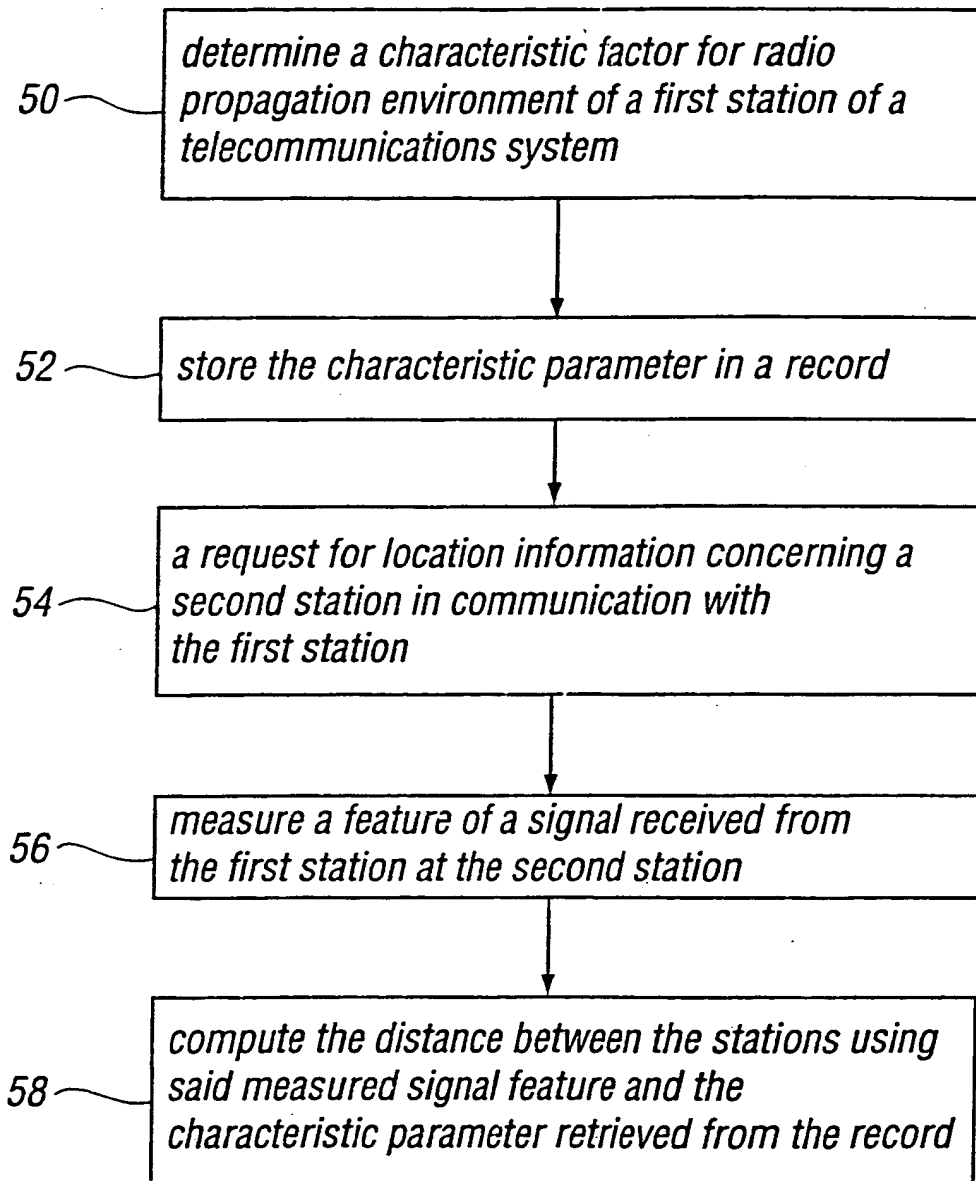 determine a characteristic factor for radio
50
propagation environment of a first station of a
telecommunications system
52
store the characteristic parameter in a record
a request for location information concerning a
54
second station in communication with
the first station
measure a feature of a signal received from
56
the first station at the second station
compute the distance between the stations using
58
said measured signal feature and the
characteristic parameter retrieved from the record